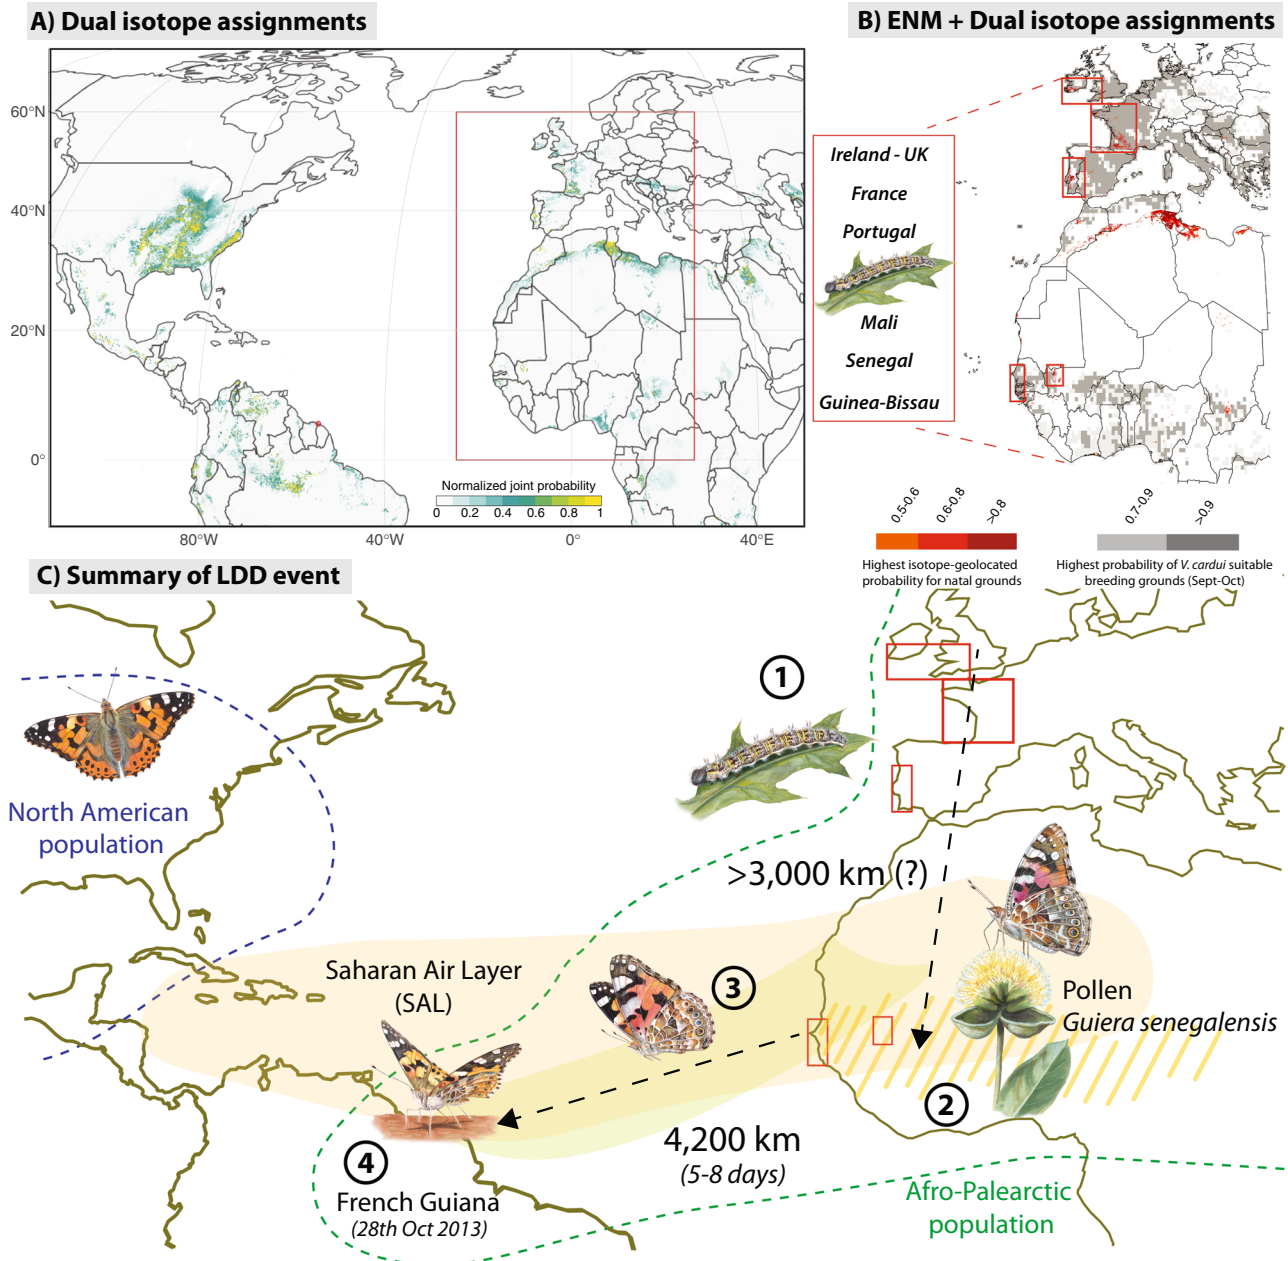 A) Dual isotope assignments
B) ENM + Dual isotope assignments
60°N
40°N
20°N
0°
80°W
40°W
0°
40°E
Normalized joint probability
0 0.2 0.4 0.6 0.8 1
Ireland - UK
France
Portugal
Mali
Senegal
Guinea-Bissau
0.5-0.6
0.6-0.8
>0.8
Highest isotope-geolocated
probability for natal grounds
0.7-0.9
>0.9
Highest probability of V. cardui suitable
breeding grounds (Sept-Oct)
C) Summary of LDD event
1
North American
population
>3,000 km (?)
Saharan Air Layer
(SAL)
3
Pollen
Guiera senegalensis
2
4,200 km
(5-8 days)
4
French Guiana
(28th Oct 2013)
Afro-Palearctic
population